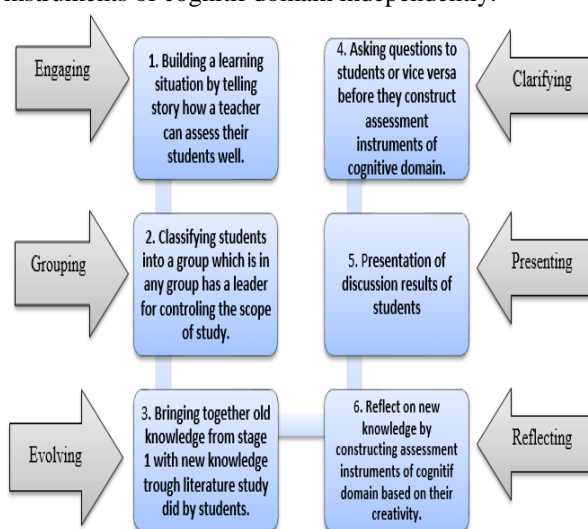 instruments of cognitif domain independently.
Engaging
1. Building a learning
situation by telling
story how a teacher
can assess their
students well.
4. Asking questions to
students or vice versa
before they construct
assessment
instruments of
cognitive domain.
Clarifying
Grouping
2. Classifying students
into a group which is in
any group has a leader
for controling the scope
of study.
5. Presentation of
discussion results of
students
Presenting
Evolving
3. Bringing together old
knowledge from stage
1 with new knowledge
trough literature study
did by students.
6. Reflect on new
knowledge by
constructing assessment
instruments of cognitif
domain based on their
creativity.
Reflecting